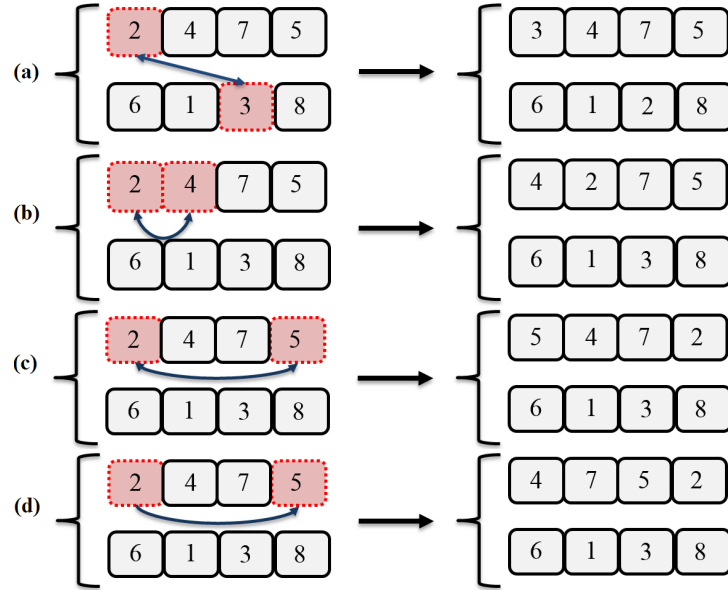 2 4 7 5 3 4 7 5
(a)
6 1 3 8 6 1 2 8
2 4 7 5 4 2 7 5
(b)
6 1 3 8 6 1 3 8
2 4 7 5 5 4 7 2
(c)
6 1 3 8 6 1 3 8
2 4 7 5 4 7 5 2
(d)
6 1 3 8 6 1 3 8